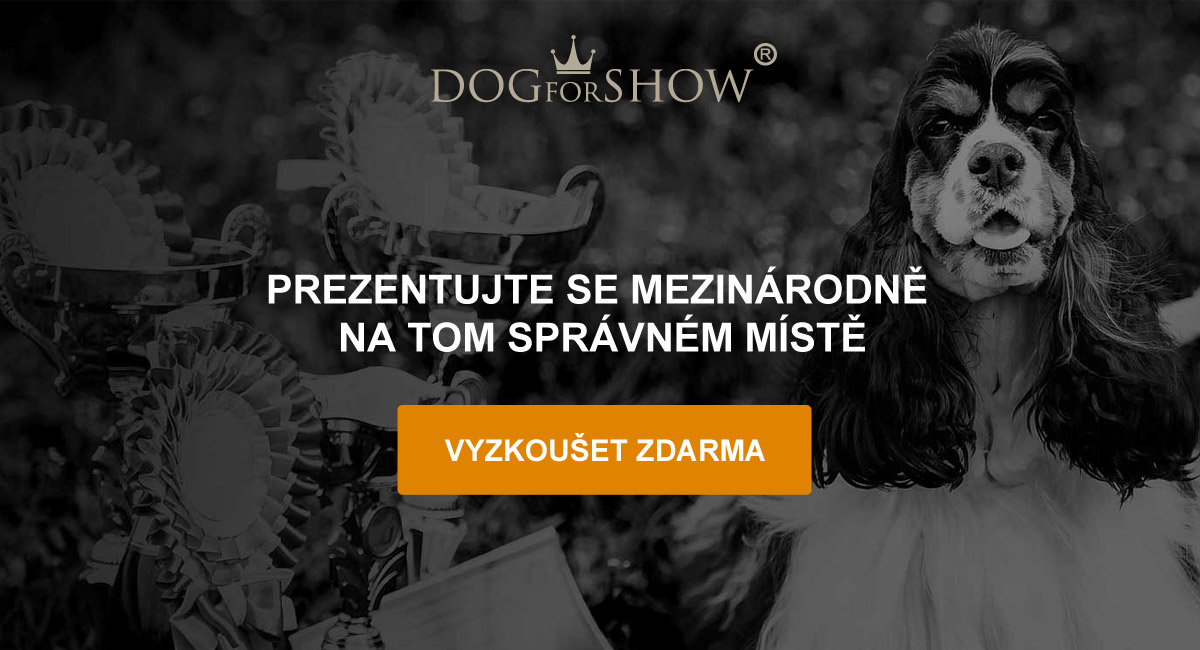 DOGFORSHOW®
PREZENTUJTE SE MEZINÁRODNĚ
NA TOM SPRÁVNÉM MÍSTĚ
VYZKOUŠET ZDARMA